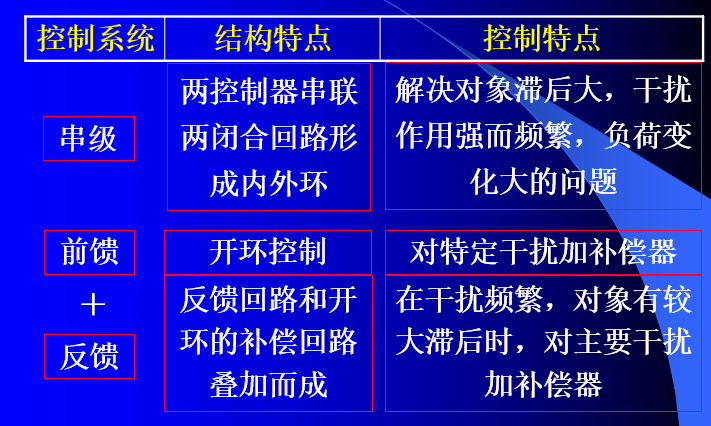 控制系统 结构特点 控制特点
串级
两控制器串联
两闭合回路形
成内外环
解决对象滞后大，干扰
作用强而频繁，负荷变
化大的问题
前馈
开环控制
对特定干扰加补偿器
＋
反馈
反馈回路和开
环的补偿回路
叠加而成
在干扰频繁，对象有较
大滞后时，对主要干扰
加补偿器